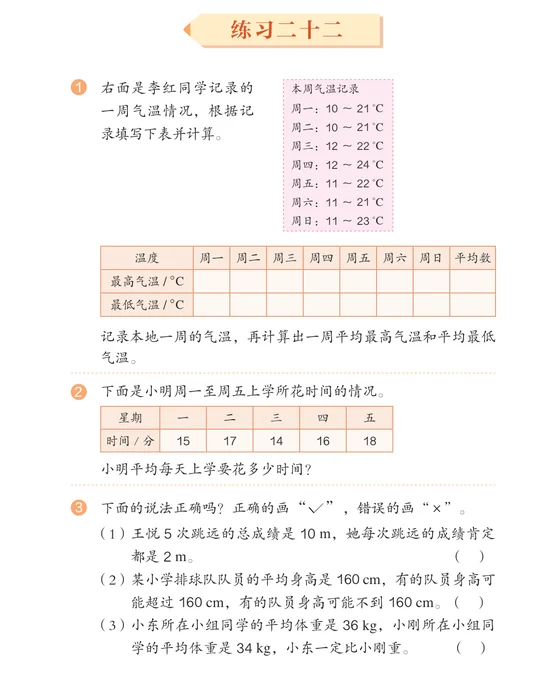 练习二十二
1 右面是李红同学记录的
一周气温情况，根据记
录填写下表并计算。
本周气温记录
周一：10 ～ 21 ℃
周二：10 ～ 21 ℃
周三：12 ～ 22 ℃
周四：12 ～ 24 ℃
周五：11 ～ 22 ℃
周六：11 ～ 21 ℃
周日：11 ～ 23 ℃
温度 周一 周二 周三 周四 周五 周六 周日 平均数
最高气温 / ℃
最低气温 / ℃
记录本地一周的气温，再计算出一周平均最高气温和平均最低
气温。
2 下面是小明周一至周五上学所花时间的情况。
星期 一 二 三 四 五
时间 / 分 15 17 14 16 18
小明平均每天上学要花多少时间？
3 下面的说法正确吗？正确的画“✓”，错误的画“×”。
（1）王悦 5 次跳远的总成绩是 10 m，她每次跳远的成绩肯定
都是 2 m。 （ ）
（2）某小学排球队队员的平均身高是 160 cm，有的队员身高可
能超过 160 cm，有的队员身高可能不到 160 cm。（ ）
（3）小东所在小组同学的平均体重是 36 kg，小刚所在小组同
学的平均体重是 34 kg，小东一定比小刚重。 （ ）